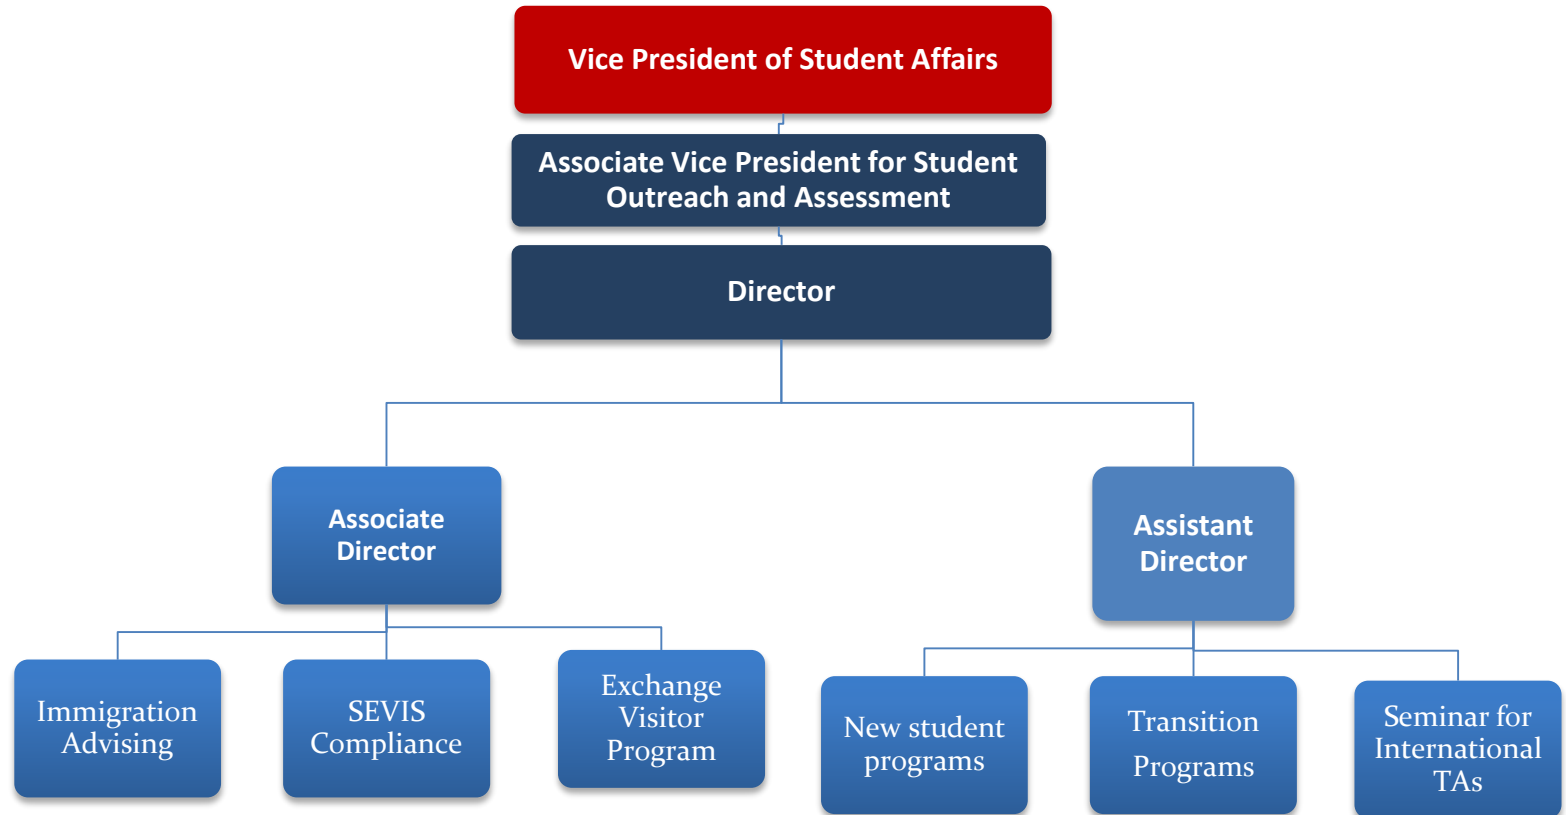 Vice President of Student Affairs
Associate Vice President for Student
Outreach and Assessment
Director
Associate
Director
Assistant
Director
Immigration
Advising
SEVIS
Compliance
Exchange
Visitor
Program
New student
programs
Transition
Programs
Seminar for
International
TAs